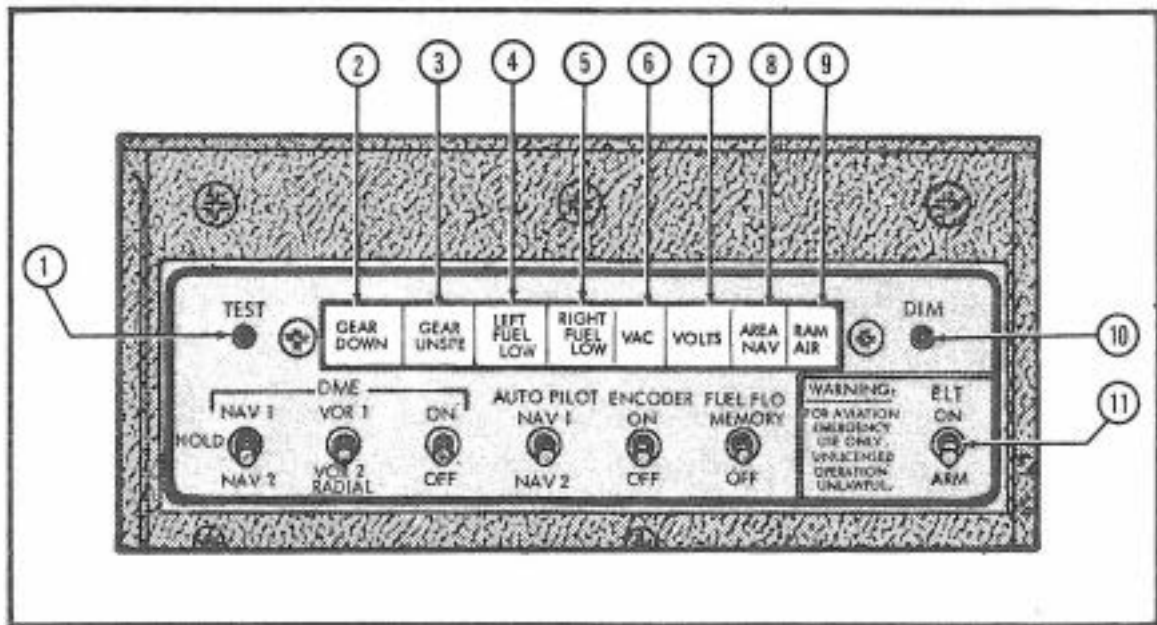 2 3 4 5 6 7 8 9
1
TEST
GEAR DOWN
GEAR UNSFE
LEFT FUEL LOW
RIGHT FUEL LOW
VAC
VOLTS
AREA NAV
RAM AIR
DIM
10
DME
NAV 1
HOLD
NAV 2
VOR 1
VOR 2
RADIAL
ON
OFF
AUTO PILOT
NAV 1
NAV 2
ENCODER
ON
OFF
FUEL FLO
MEMORY
OFF
WARNING:
FOR AVIATION
EMERGENCY
USE ONLY.
UNLICENSED
OPERATION
UNLAWFUL.
ELT
ON
ARM
11